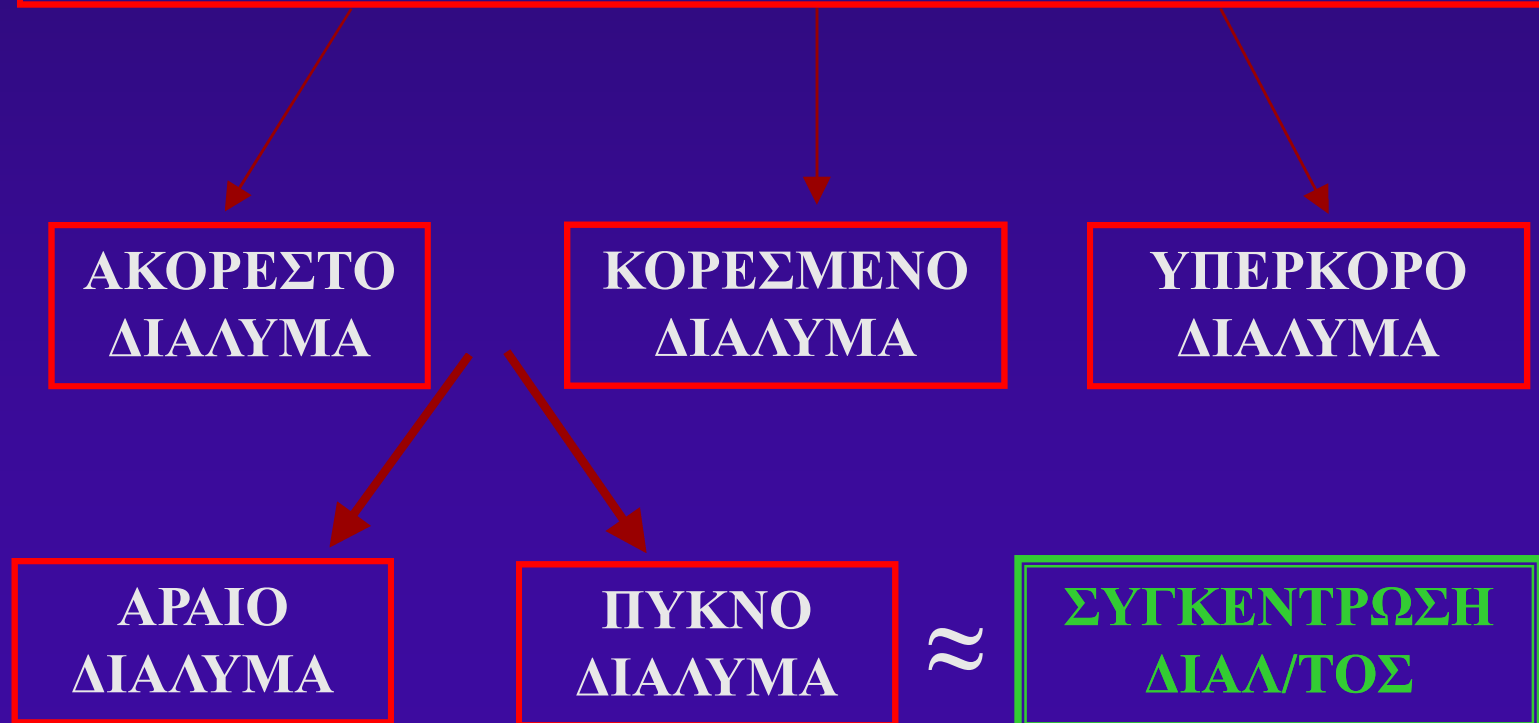 ΑΚΟΡΕΣΤΟ
ΔΙΑΛΥΜΑ
ΚΟΡΕΣΜΕΝΟ
ΔΙΑΛΥΜΑ
ΥΠΕΡΚΟΡΟ
ΔΙΑΛΥΜΑ
ΑΡΑΙΟ
ΔΙΑΛΥΜΑ
ΠΥΚΝΟ
ΔΙΑΛΥΜΑ
≈
ΣΥΓΚΕΝΤΡΩΣΗ
ΔΙΑΛ/ΤΟΣ